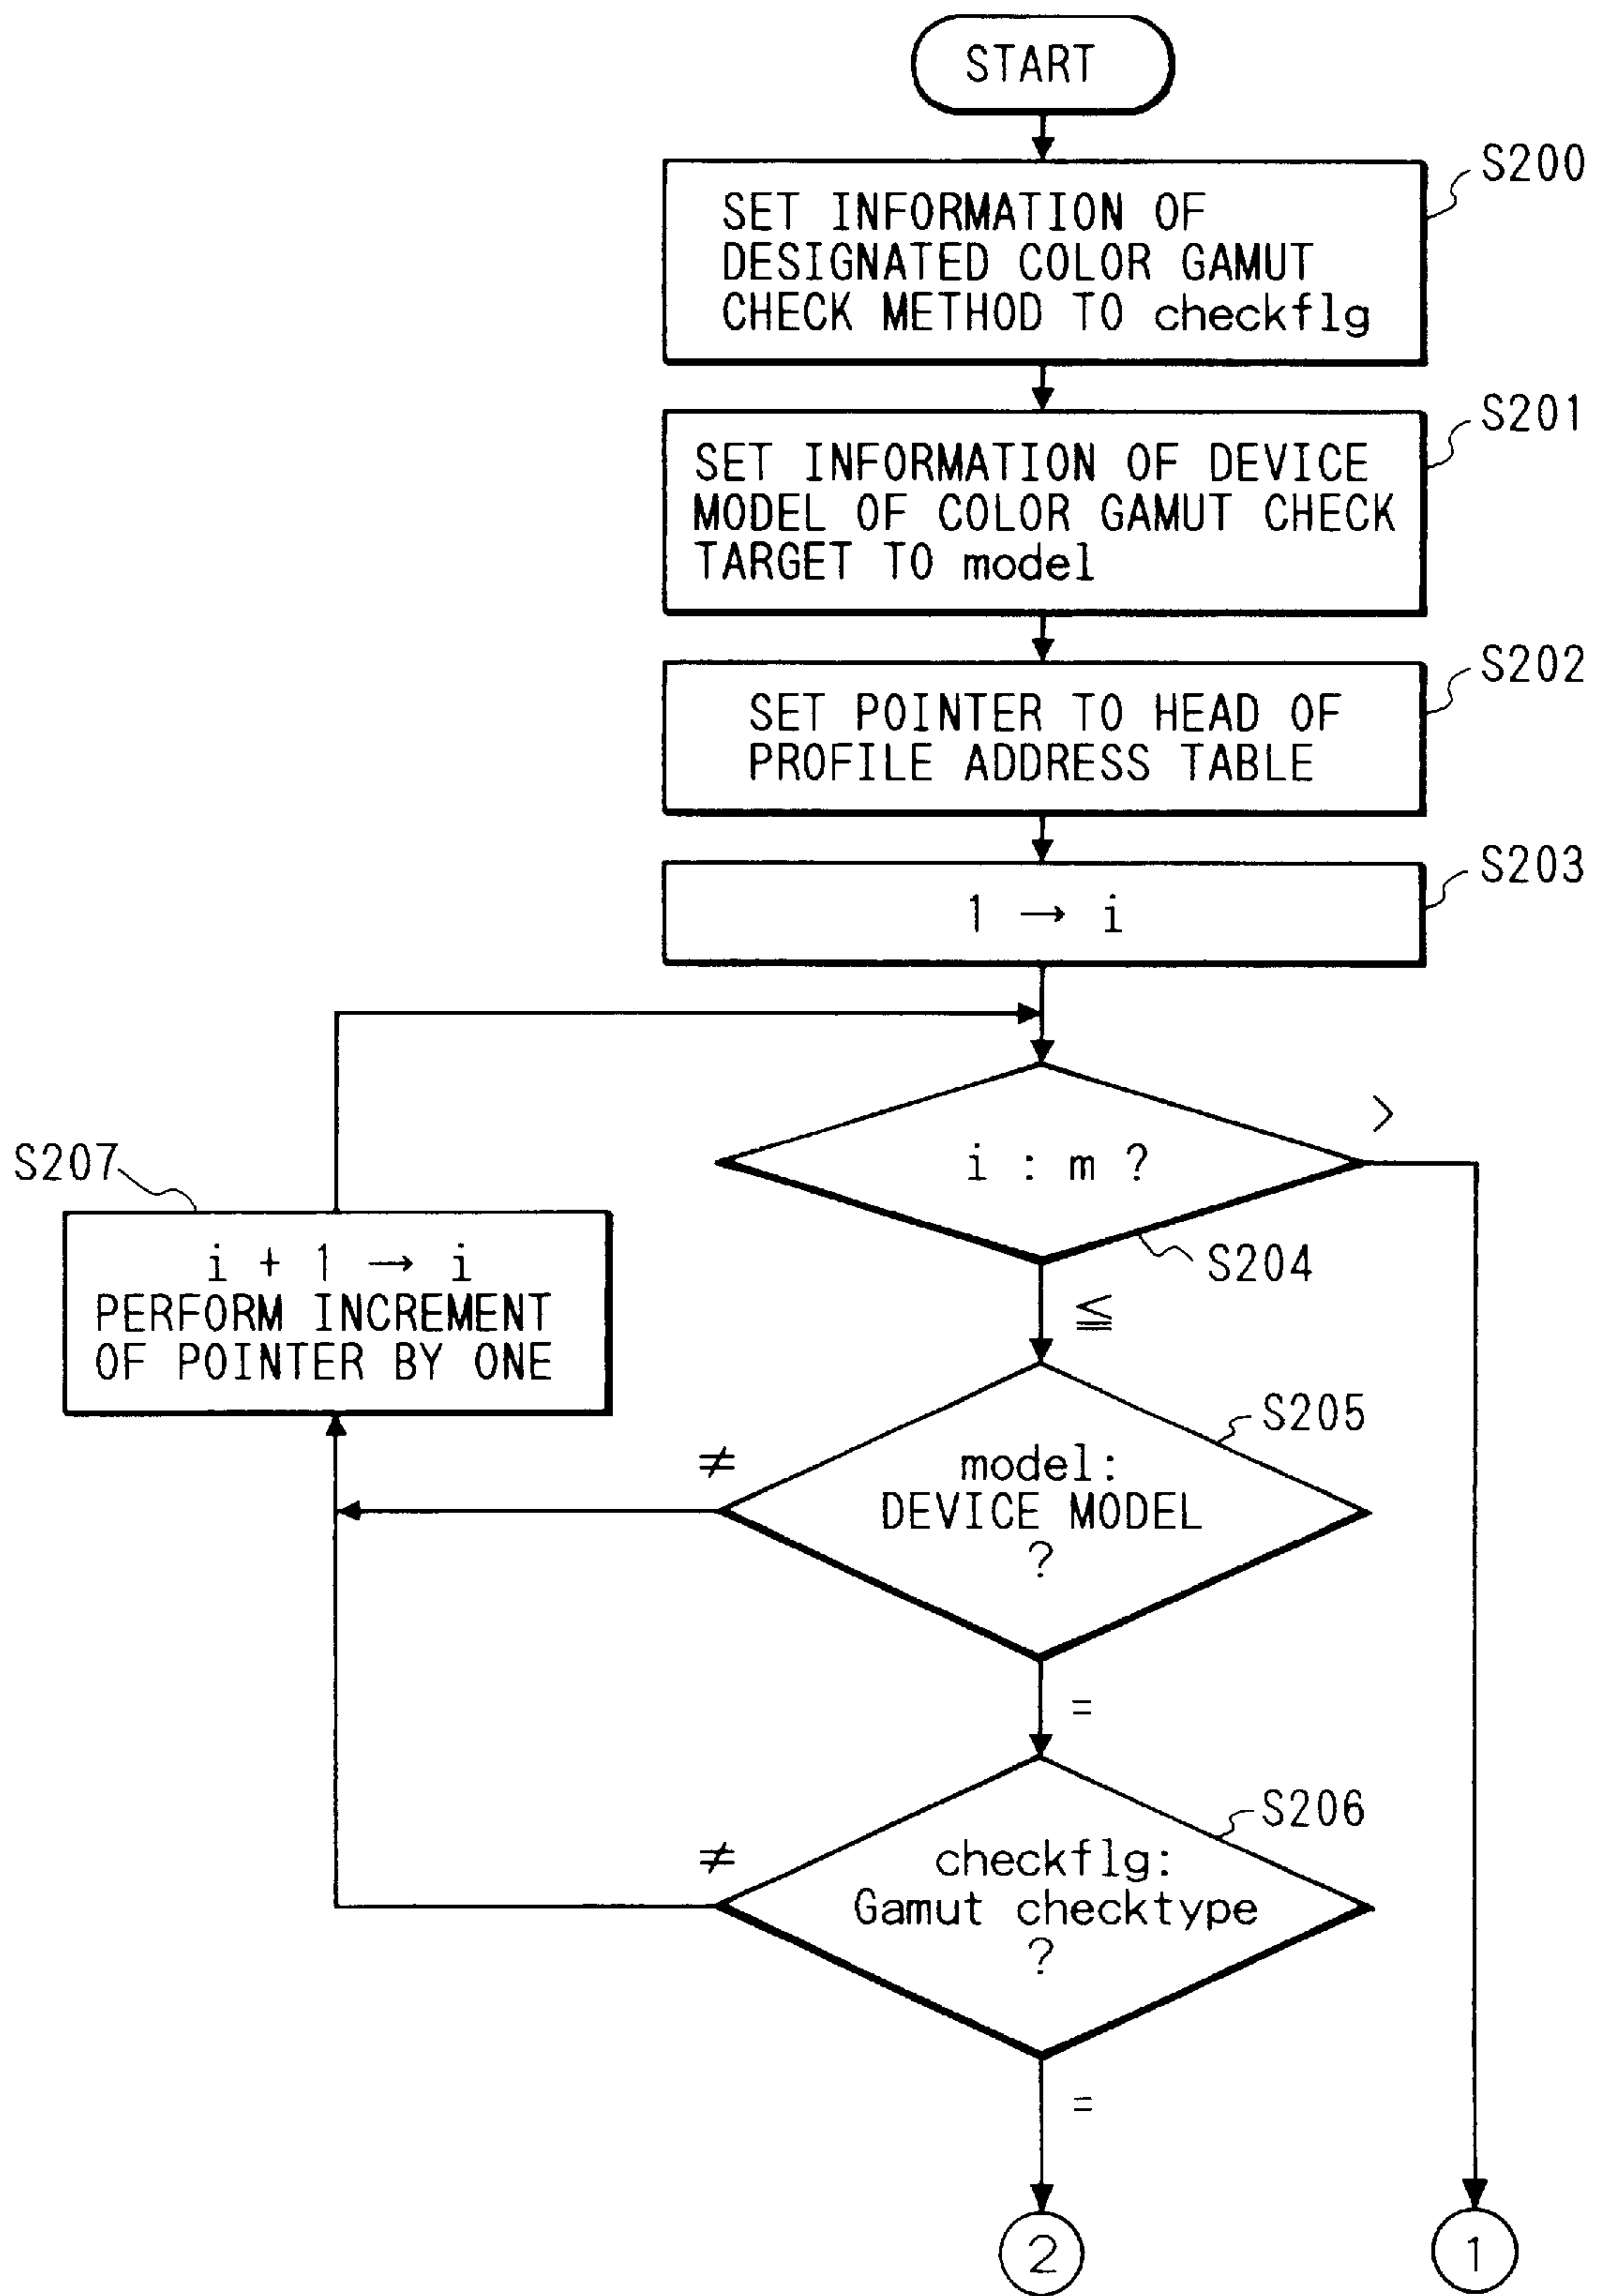 START
S200
SET INFORMATION OF
DESIGNATED COLOR GAMUT
CHECK METHOD TO checkflg
S201
SET INFORMATION OF DEVICE
MODEL OF COLOR GAMUT CHECK
TARGET TO model
S202
SET POINTER TO HEAD OF
PROFILE ADDRESS TABLE
S203
1 → i
>
i : m ?
S204
≦
S207
i + 1 → i
PERFORM INCREMENT
OF POINTER BY ONE
S205
≠
model:
DEVICE MODEL
?
=
S206
≠
checkflg:
Gamut checktype
?
=
2
1